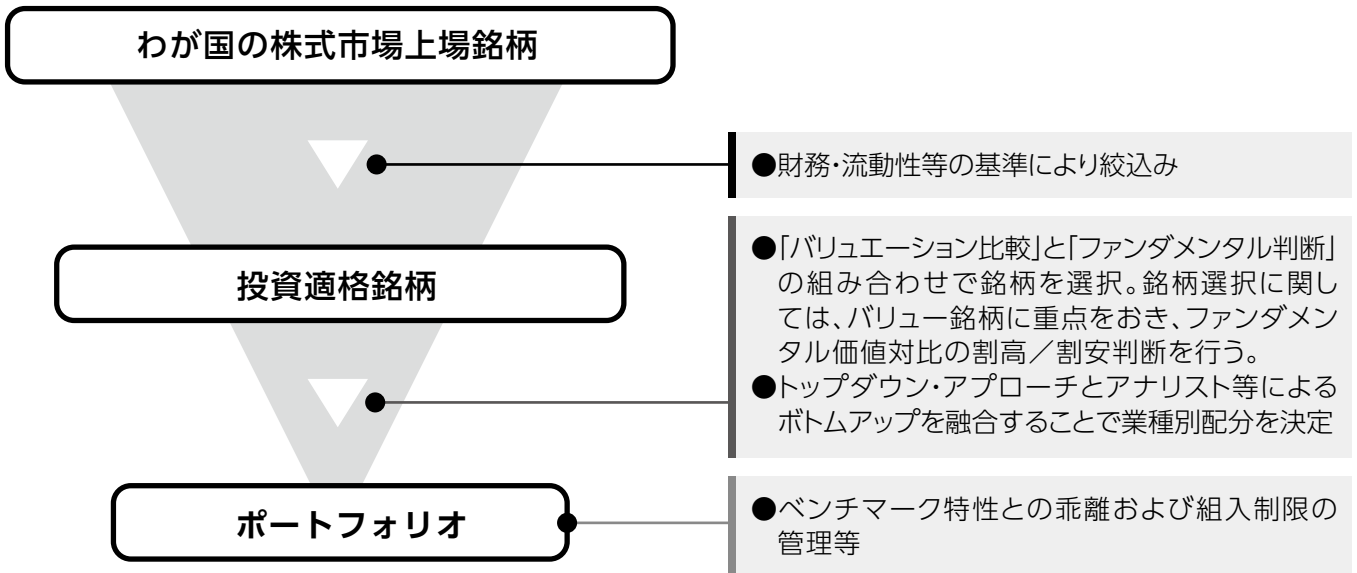 わが国の株式市場上場銘柄
●財務・流動性等の基準により絞込み
投資適格銘柄
●「バリュエーション比較」と「ファンダメンタル判断」
の組み合わせで銘柄を選択。銘柄選択に関し
ては、バリュー銘柄に重点をおき、ファンダメン
タル価値対比の割高／割安判断を行う。
●トップダウン・アプローチとアナリスト等による
ボトムアップを融合することで業種別配分を決定
ポートフォリオ
●ベンチマーク特性との乖離および組入制限の
管理等